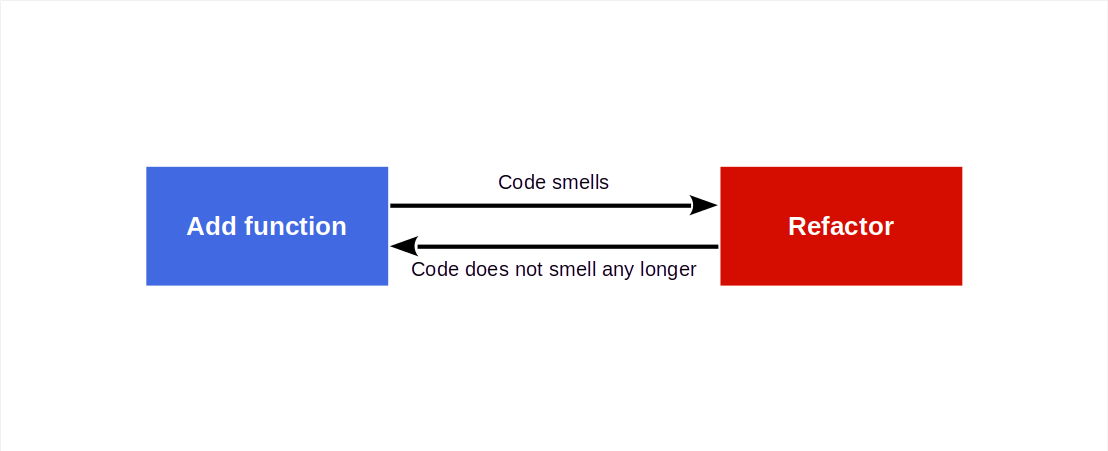 Code smells
Add function
Refactor
Code does not smell any longer